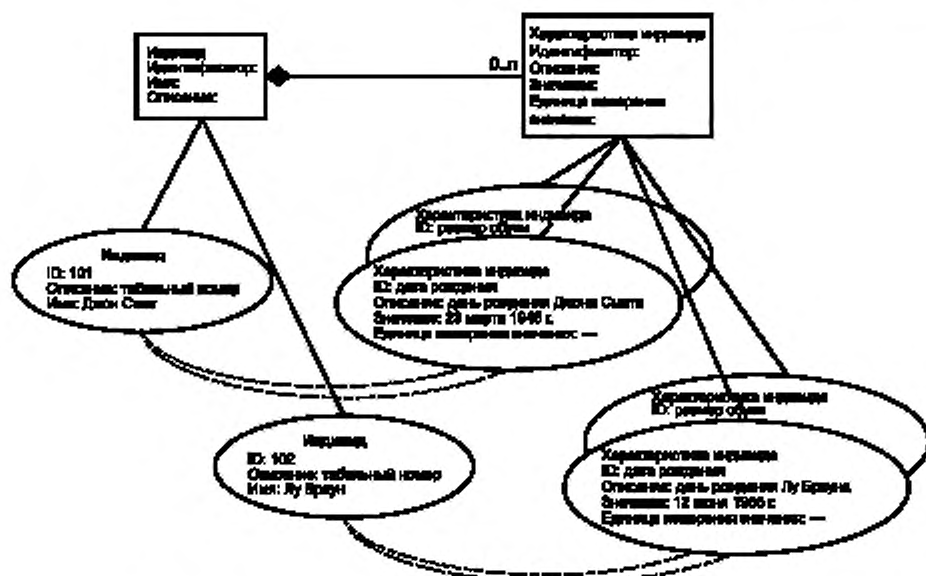 Индивид
Идентификатор:
Имя:
Описание:
0..n
Характеристика индивида
Идентификатор:
Описание:
Значение:
Единица измерения
значения:
Характеристика индивида
ID: размер обуви
Индивид
ID: 101
Описание: табельный номер
Имя: Джон Смит
Характеристика индивида
ID: дата рождения
Описание: день рождения Джона Смита
Значение: 23 марта г.
Единица измерения значения: —
Характеристика индивида
ID: размер обуви
Индивид
ID: 102
Описание: табельный номер
Имя: Лу Браун
Характеристика индивида
ID: дата рождения
Описание: день рождения Лу Брауна
Значение: 12 июня г.
Единица измерения значения: —